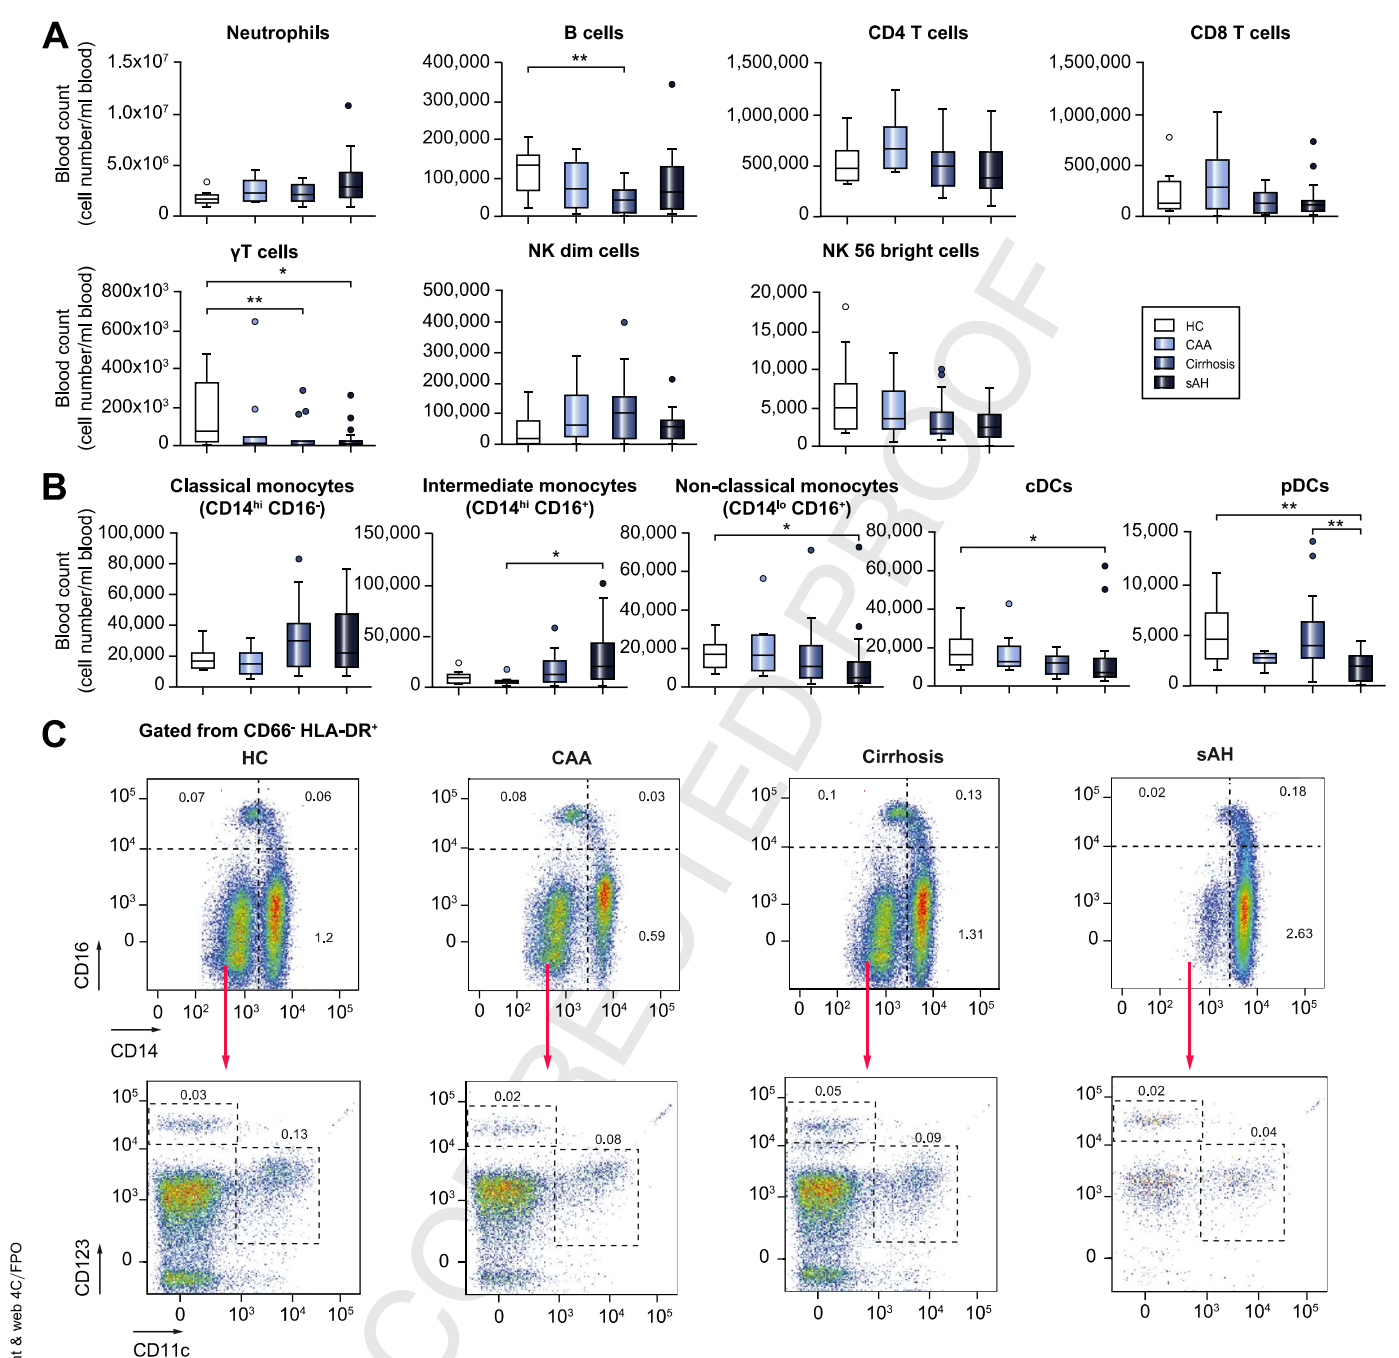 A
Neutrophils
B cells
CD4 T cells
CD8 T cells
Blood count
(cell number/ml blood)
1.5x10⁷
1.0x10⁷
5.0x10⁶
0
400,000
300,000
200,000
100,000
0
**
1,500,000
1,000,000
500,000
0
1,500,000
1,000,000
500,000
0
γT cells
NK dim cells
NK 56 bright cells
Blood count
(cell number/ml blood)
800x10³
600x10³
400x10³
200x10³
0
*
**
500,000
400,000
300,000
200,000
100,000
0
20,000
15,000
10,000
5,000
0
HC
CAA
Cirrhosis
sAH
B
Classical monocytes
(CD14ʰⁱ CD16⁻)
Intermediate monocytes
(CD14ʰⁱ CD16⁺)
Non-classical monocytes
(CD14ˡᵒ CD16⁺)
cDCs
pDCs
Blood count
(cell number/ml blood)
100,000
80,000
60,000
40,000
20,000
0
150,000
100,000
50,000
0
*
80,000
60,000
40,000
20,000
0
*
80,000
60,000
40,000
20,000
0
*
15,000
10,000
5,000
0
**
**
C
Gated from CD66⁻ HLA-DR⁺
HC
CAA
Cirrhosis
sAH
10⁵
10⁴
10³
0
0.07
0.06
1.2
0 10² 10³ 10⁴ 10⁵
10⁵
10⁴
10³
0
0.08
0.03
0.59
0 10² 10³ 10⁴ 10⁵
10⁵
10⁴
10³
0
0.1
0.13
1.31
0 10² 10³ 10⁴ 10⁵
10⁵
10⁴
10³
0
0.02
0.18
2.63
0 10² 10³ 10⁴ 10⁵
CD16
CD14
10⁵
10⁴
10³
0
0.03
0.13
0 10³ 10⁴ 10⁵
10⁵
10⁴
10³
0
0.02
0.08
0 10³ 10⁴ 10⁵
10⁵
10⁴
10³
0
0.05
0.09
0 10³ 10⁴ 10⁵
10⁵
10⁴
10³
0
0.02
0.04
0 10³ 10⁴ 10⁵
CD123
CD11c
& web 4C/FPO